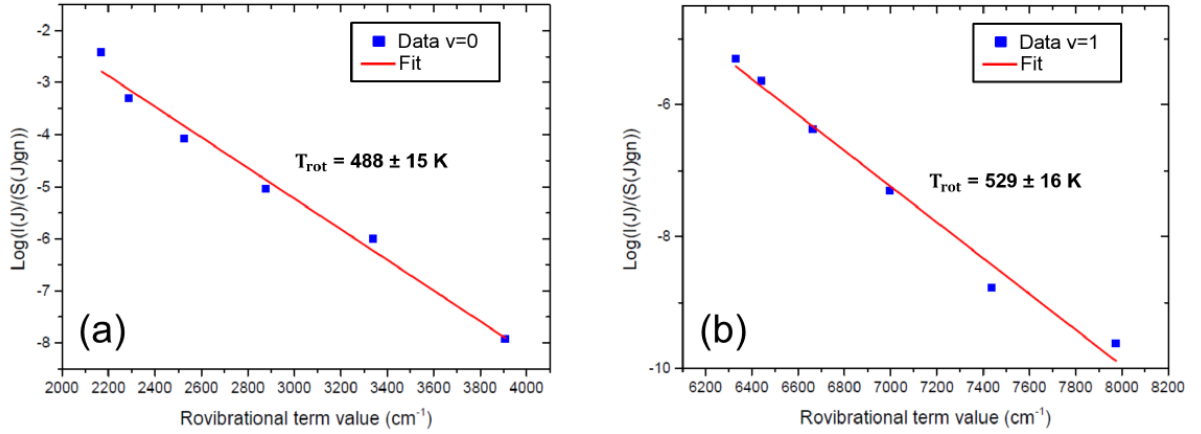 -2
-3
-4
-5
-6
-7
-8
Log(I(J)/(S(J)gn))
Data v=0
Fit
T_rot = 488 ± 15 K
(a)
2000 2200 2400 2600 2800 3000 3200 3400 3600 3800 4000
Rovibrational term value (cm⁻¹)
-6
-8
-10
Log(I(J)/(S(J)gn))
Data v=1
Fit
T_rot = 529 ± 16 K
(b)
6200 6400 6600 6800 7000 7200 7400 7600 7800 8000 8200
Rovibrational term value (cm⁻¹)